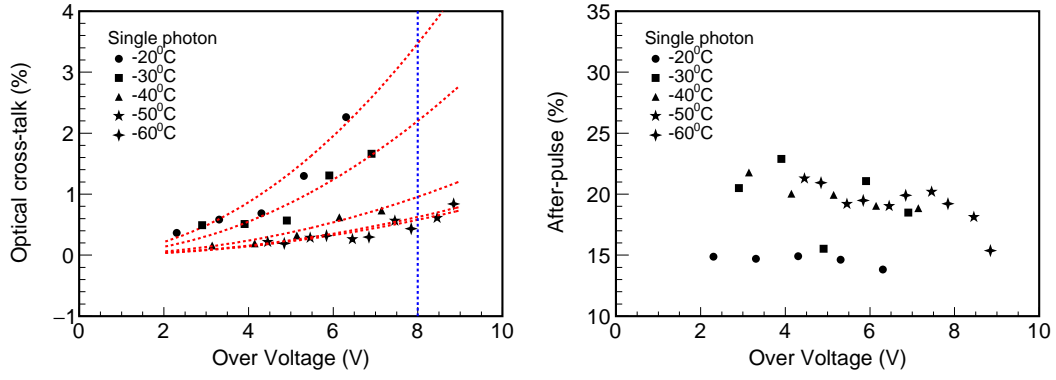 Optical cross-talk (%)
4
3
2
1
0
−1
Single photon
-20⁰C
-30⁰C
-40⁰C
-50⁰C
-60⁰C
0 2 4 6 8 10
Over Voltage (V)
After-pulse (%)
35
30
25
20
15
10
Single photon
-20⁰C
-30⁰C
-40⁰C
-50⁰C
-60⁰C
0 2 4 6 8 10
Over Voltage (V)